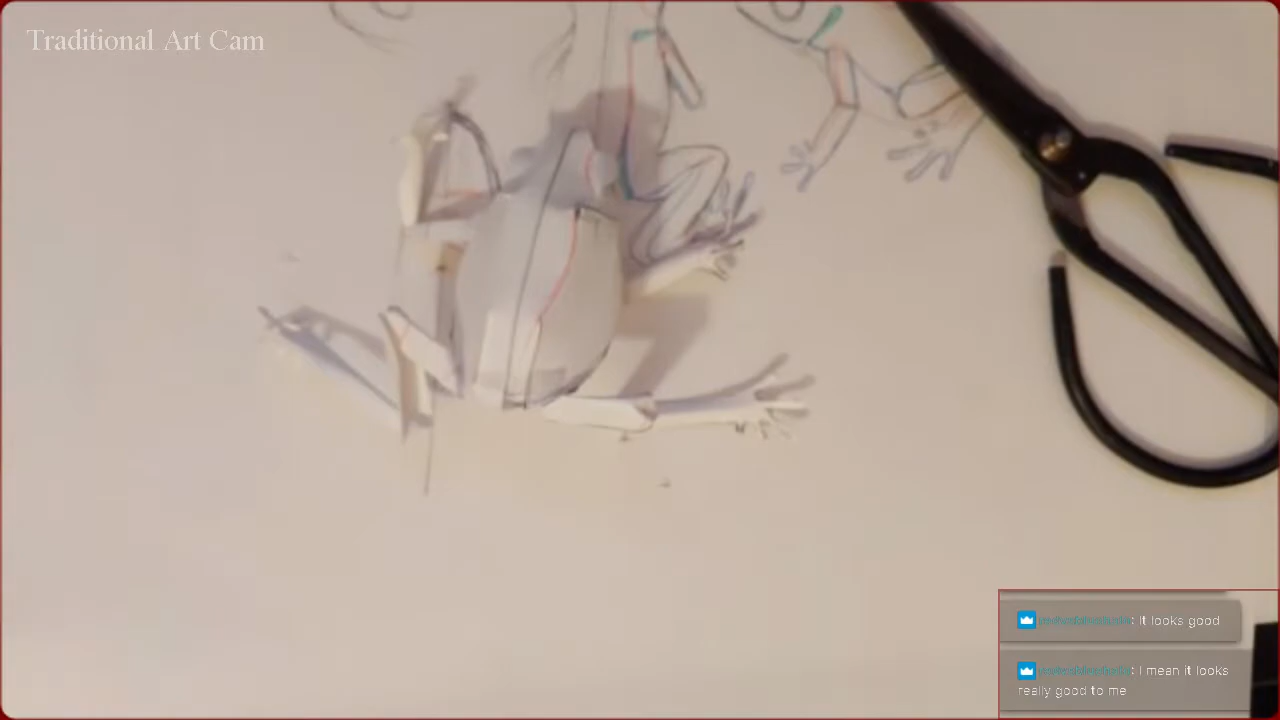 Traditional Art Cam
: It looks good
: I mean it looks
really good to me